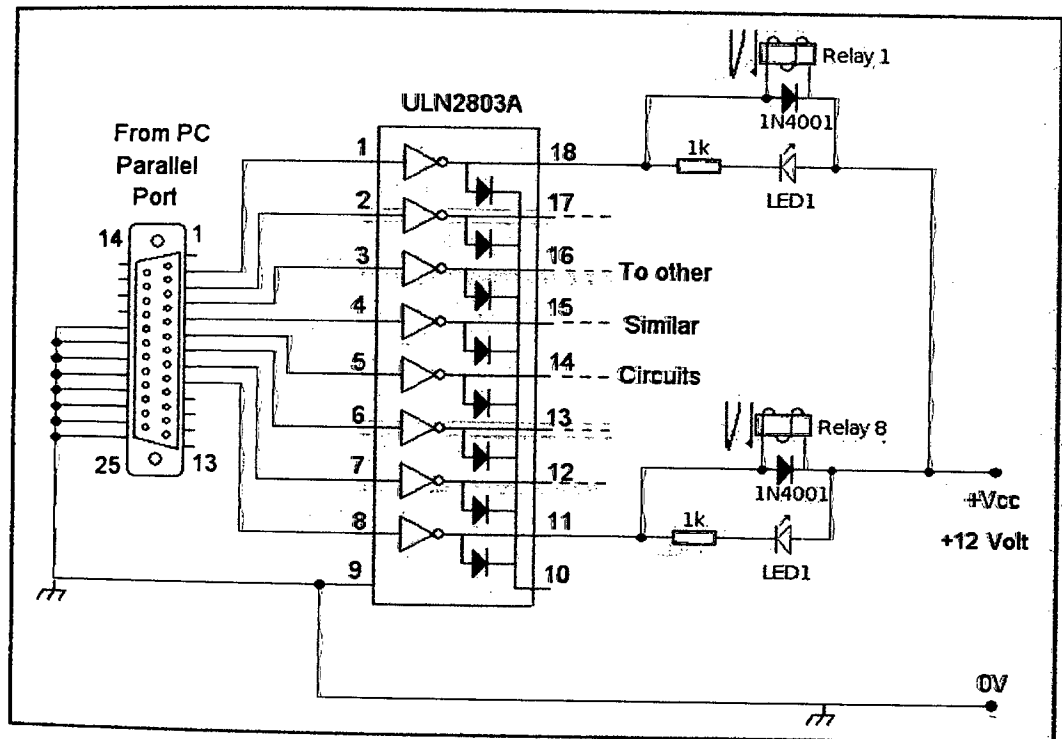 Relay 1
ULN2803A
1N4001
From PC
Parallel
Port
1k
LED1
14
1
25
13
1
2
3
4
5
6
7
8
9
18
17
16
15
14
13
12
11
10
To other
Similar
Circuits
Relay 8
1N4001
1k
LED1
+Vcc
+12 Volt
0V